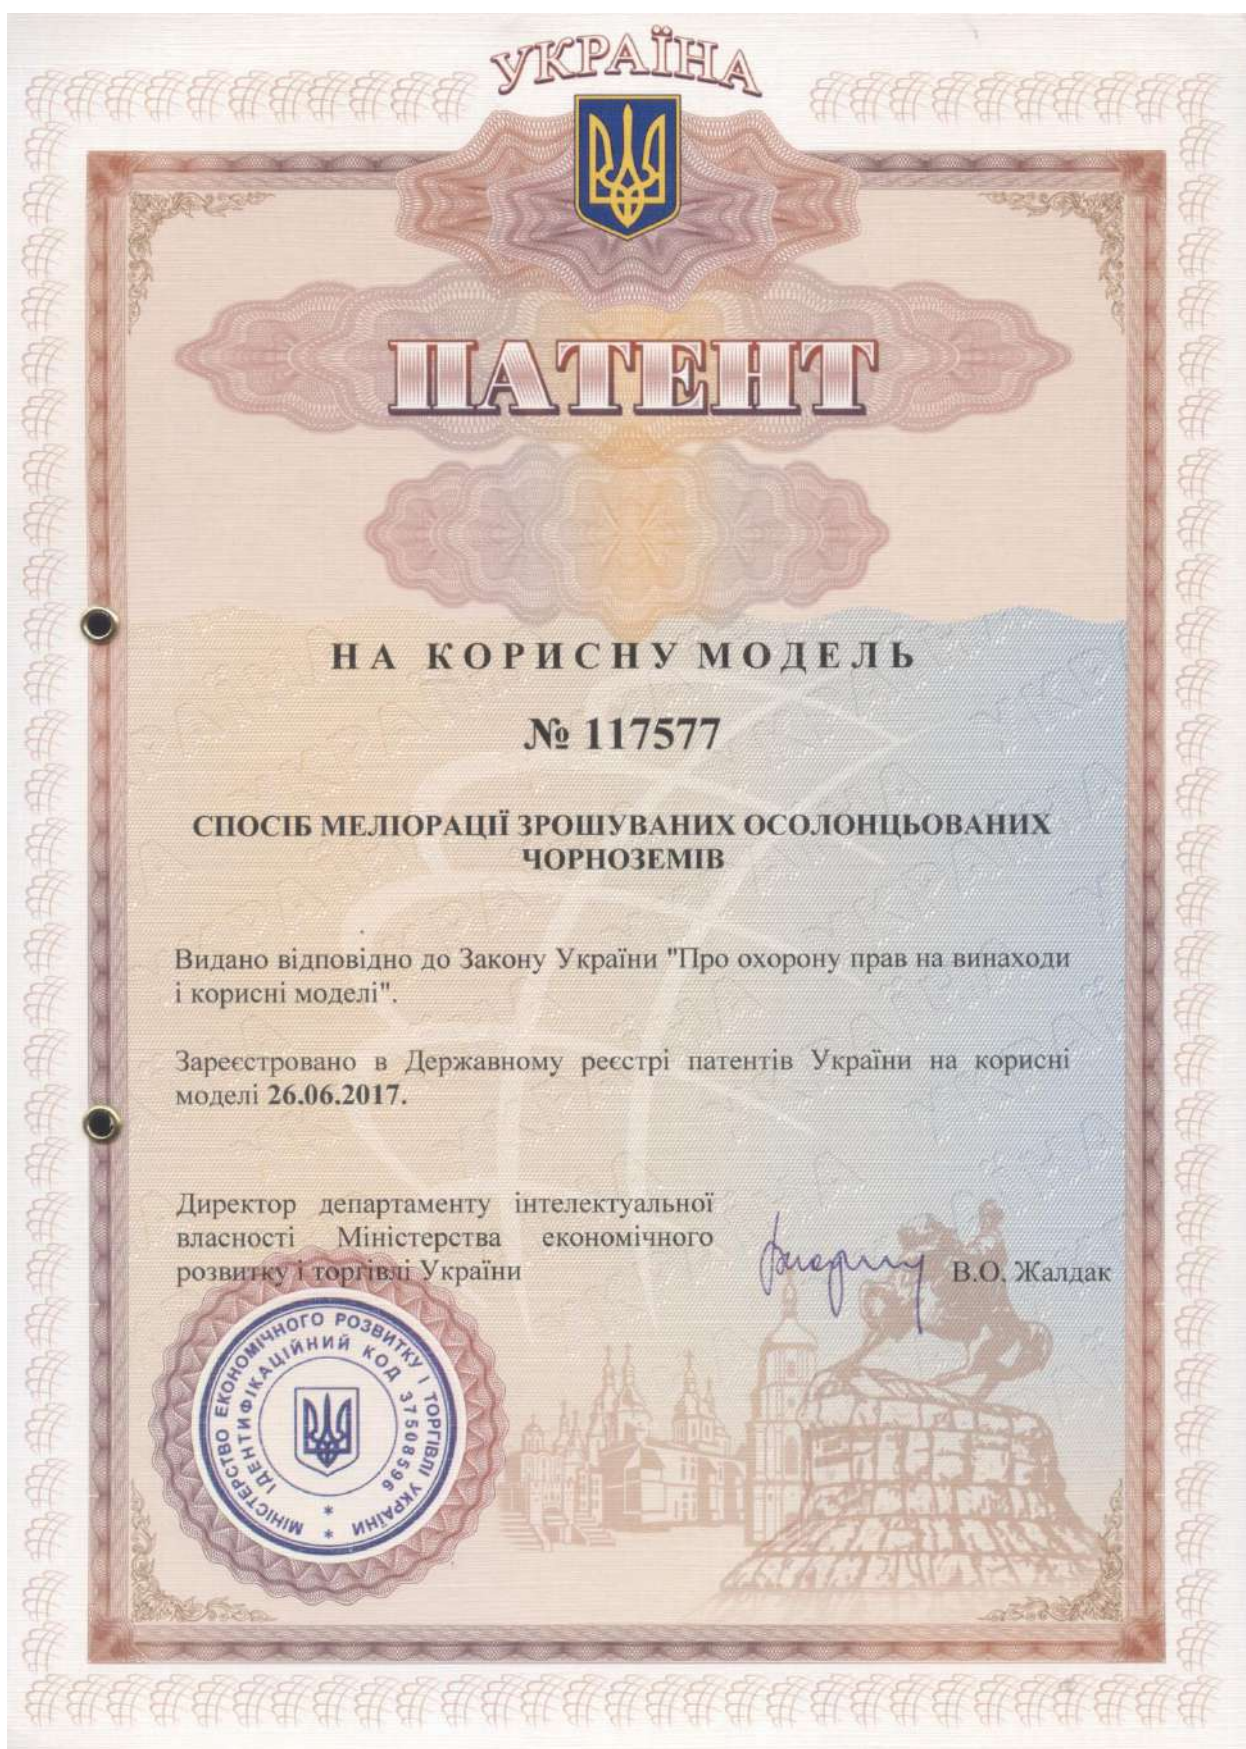 УКРАЇНА
ПАТЕНТ
НА КОРИСНУ МОДЕЛЬ
№ 117577
СПОСІБ МЕЛІОРАЦІЇ ЗРОШУВАНИХ ОСОЛОНЦЬОВАНИХ
ЧОРНОЗЕМІВ
Видано відповідно до Закону України "Про охорону прав на винаходи
і корисні моделі".
Зареєстровано в Державному реєстрі патентів України на корисні
моделі 26.06.2017.
Директор департаменту інтелектуальної
власності Міністерства економічного
розвитку і торгівлі України
В.О. Жалдак
МІНІСТЕРСТВО ЕКОНОМІЧНОГО РОЗВИТКУ І ТОРГІВЛІ УКРАЇНИ
ІДЕНТИФІКАЦІЙНИЙ КОД 37508596